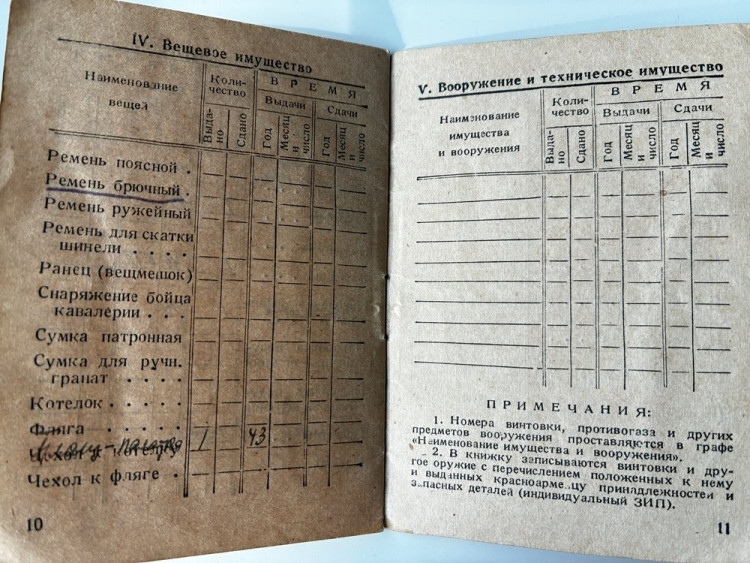 IV. Вещевое имущество
Наименование
вещей
Коли-
чество
ВРЕМЯ
Выдачи
Сдачи
Выда-
но
Сдано
Год
Месяц
и
число
Год
Месяц
и
число
Ремень поясной .
Ремень брючный .
Ремень ружейный
Ремень для скатки
шинели . . . .
Ранец (вещмешок)
Снаряжение бойца
кавалерии . . .
Сумка патронная
Сумка для ручн.
гранат . . . .
Котелок . . . .
Фляга . . . . .
1 43
Чехол к фляге .
10
V. Вооружение и техническое имущество
Наименование
имущества
и вооружения
Коли-
чество
ВРЕМЯ
Выдачи
Сдачи
Выда-
но
Сдано
Год
Месяц
и
число
Год
Месяц
и
число
ПРИМЕЧАНИЯ:
1. Номера винтовки, противогаза и других
предметов вооружения проставляются в графе
«Наименование имущества и вооружения».
2. В книжку записываются винтовки и дру-
гое оружие с перечислением положенных к нему
и выданных красноармейцу принадлежностей и
запасных деталей (индивидуальный ЗИП).
11